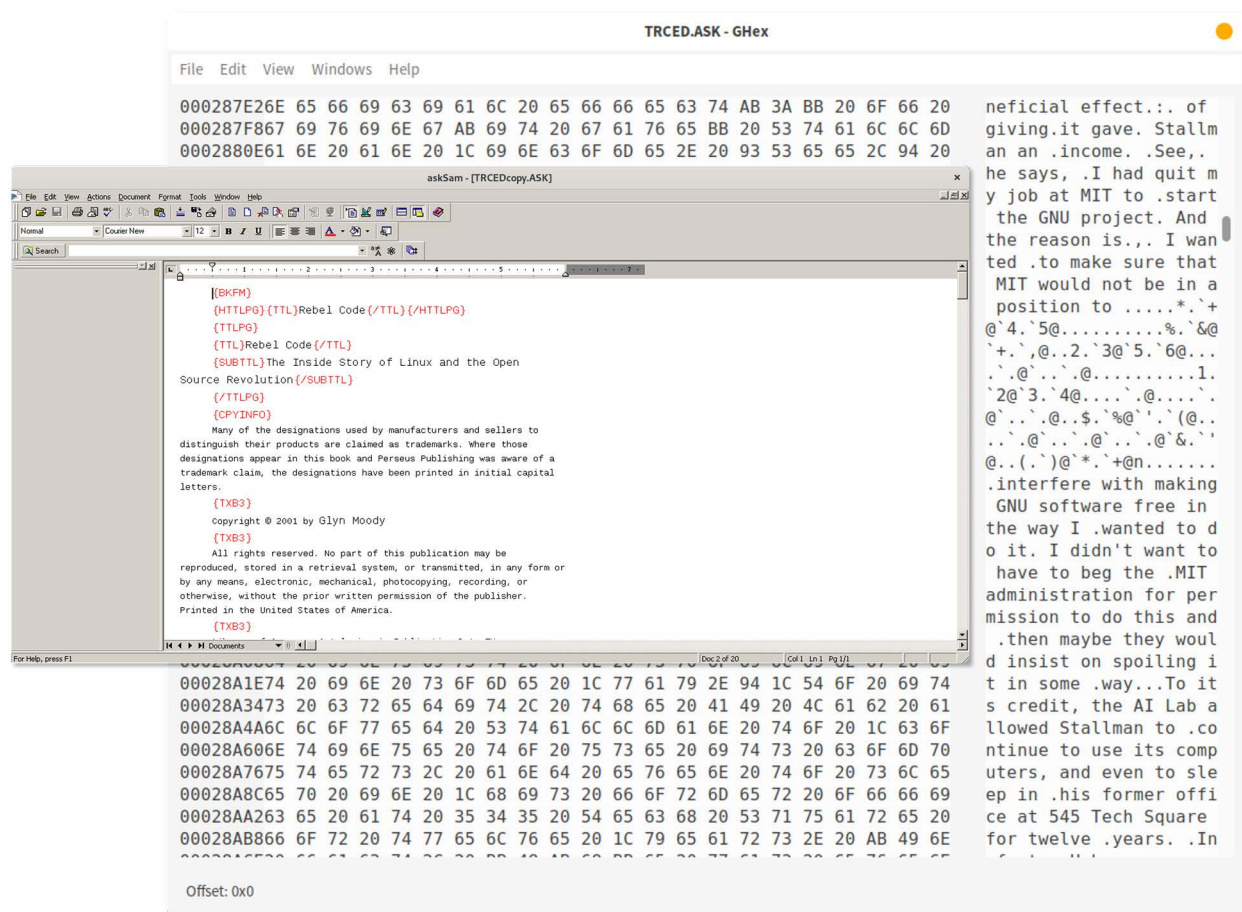 TRCED.ASK - GHex
File Edit View Windows Help
000287E26E 65 66 69 63 69 61 6C 20 65 66 66 65 63 74 AB 3A BB 20 6F 66 20 neficial effect.:. of
000287F867 69 76 69 6E 67 AB 69 74 20 67 61 76 65 BB 20 53 74 61 6C 6C 6D giving.it gave. Stallm
0002880E61 6E 20 61 6E 20 1C 69 6E 63 6F 6D 65 2E 20 93 53 65 65 2C 94 20 an an .income. .See,.
he says, .I had quit m
y job at MIT to .start
the GNU project. And
the reason is.,. I wan
ted .to make sure that
MIT would not be in a
position to .....*.`+
@`4.`5@..........%.`&@
`+.`,@..2.`3@`5.`6@...
.`.@`..`.@..........1.
`2@`3.`4@....`.@....`.
@`..`.@..$.`%@`'.`(@..
..`.@`..`.@`..`.@`&.`'
@..(.`)@`*.`+@n.......
.interfere with making
GNU software free in
the way I .wanted to d
o it. I didn't want to
have to beg the .MIT
administration for per
mission to do this and
.then maybe they woul
d insist on spoiling i
askSam - [TRCEDcopy.ASK]
File Edit View Actions Document Format Tools Window Help
Normal Courier New 12 B I U
Search
1 2 3 4 5 7
{BKFM}
{HTTLPG}{TTL}Rebel Code{/TTL}{/HTTLPG}
{TTLPG}
{TTL}Rebel Code{/TTL}
{SUBTTL}The Inside Story of Linux and the Open
Source Revolution{/SUBTTL}
{/TTLPG}
{CPYINFO}
Many of the designations used by manufacturers and sellers to
distinguish their products are claimed as trademarks. Where those
designations appear in this book and Perseus Publishing was aware of a
trademark claim, the designations have been printed in initial capital
letters.
{TXB3}
Copyright © 2001 by Glyn Moody
{TXB3}
All rights reserved. No part of this publication may be
reproduced, stored in a retrieval system, or transmitted, in any form or
by any means, electronic, mechanical, photocopying, recording, or
otherwise, without the prior written permission of the publisher.
Printed in the United States of America.
{TXB3}
Documents
For Help, press F1 Doc 2 of 20 Col 1 Ln 1 Pg 1/1
00028A1E74 20 69 6E 20 73 6F 6D 65 20 1C 77 61 79 2E 94 1C 54 6F 20 69 74 t in some .way...To it
00028A3473 20 63 72 65 64 69 74 2C 20 74 68 65 20 41 49 20 4C 61 62 20 61 s credit, the AI Lab a
00028A4A6C 6C 6F 77 65 64 20 53 74 61 6C 6C 6D 61 6E 20 74 6F 20 1C 63 6F llowed Stallman to .co
00028A606E 74 69 6E 75 65 20 74 6F 20 75 73 65 20 69 74 73 20 63 6F 6D 70 ntinue to use its comp
00028A7675 74 65 72 73 2C 20 61 6E 64 20 65 76 65 6E 20 74 6F 20 73 6C 65 uters, and even to sle
00028A8C65 70 20 69 6E 20 1C 68 69 73 20 66 6F 72 6D 65 72 20 6F 66 66 69 ep in .his former offi
00028AA263 65 20 61 74 20 35 34 35 20 54 65 63 68 20 53 71 75 61 72 65 20 ce at 545 Tech Square
00028AB866 6F 72 20 74 77 65 6C 76 65 20 1C 79 65 61 72 73 2E 20 AB 49 6E for twelve .years. .In
Offset: 0x0